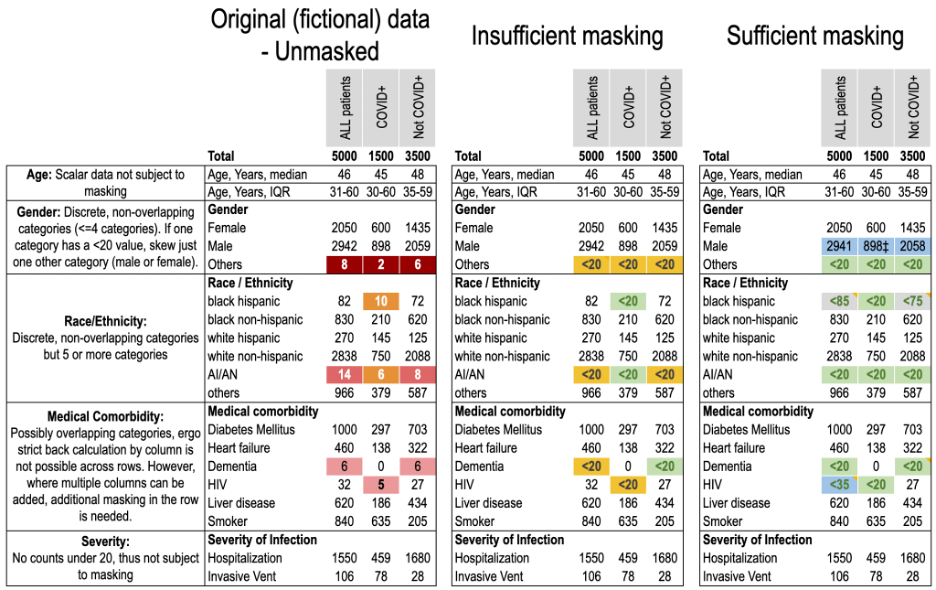 Original (fictional) data
- Unmasked
Insufficient masking
Sufficient masking
Age: Scalar data not subject to
masking
Gender: Discrete, non-overlapping
categories (<=4 categories). If one
category has a <20 value, skew just
one other category (male or female).
Race/Ethnicity:
Discrete, non-overlapping categories
but 5 or more categories
Medical Comorbidity:
Possibly overlapping categories, ergo
strict back calculation by column is
not possible across rows. However,
where multiple columns can be
added, additional masking in the row
is needed.
Severity:
No counts under 20, thus not subject
to masking
ALL patients
COVID+
Not COVID+
Total 5000 1500 3500
Age, Years, median 46 45 48
Age, Years, IQR 31-60 30-60 35-59
Gender
Female 2050 600 1435
Male 2942 898 2059
Others 8 2 6
Race / Ethnicity
black hispanic 82 10 72
black non-hispanic 830 210 620
white hispanic 270 145 125
white non-hispanic 2838 750 2088
AI/AN 14 6 8
others 966 379 587
Medical comorbidity
Diabetes Mellitus 1000 297 703
Heart failure 460 138 322
Dementia 6 0 6
HIV 32 5 27
Liver disease 620 186 434
Smoker 840 635 205
Severity of Infection
Hospitalization 1550 459 1680
Invasive Vent 106 78 28
ALL patients
COVID+
Not COVID+
Total 5000 1500 3500
Age, Years, median 46 45 48
Age, Years, IQR 31-60 30-60 35-59
Gender
Female 2050 600 1435
Male 2942 898 2059
Others <20 <20 <20
Race / Ethnicity
black hispanic 82 <20 72
black non-hispanic 830 210 620
white hispanic 270 145 125
white non-hispanic 2838 750 2088
AI/AN <20 <20 <20
others 966 379 587
Medical comorbidity
Diabetes Mellitus 1000 297 703
Heart failure 460 138 322
Dementia <20 0 <20
HIV 32 <20 27
Liver disease 620 186 434
Smoker 840 635 205
Severity of Infection
Hospitalization 1550 459 1680
Invasive Vent 106 78 28
ALL patients
COVID+
Not COVID+
Total 5000 1500 3500
Age, Years, median 46 45 48
Age, Years, IQR 31-60 30-60 35-59
Gender
Female 2050 600 1435
Male 2941 898‡ 2058
Others <20 <20 <20
Race / Ethnicity
black hispanic <85 <20 <75
black non-hispanic 830 210 620
white hispanic 270 145 125
white non-hispanic 2838 750 2088
AI/AN <20 <20 <20
others 966 379 587
Medical comorbidity
Diabetes Mellitus 1000 297 703
Heart failure 460 138 322
Dementia <20 0 <20
HIV <35 <20 27
Liver disease 620 186 434
Smoker 840 635 205
Severity of Infection
Hospitalization 1550 459 1680
Invasive Vent 106 78 28